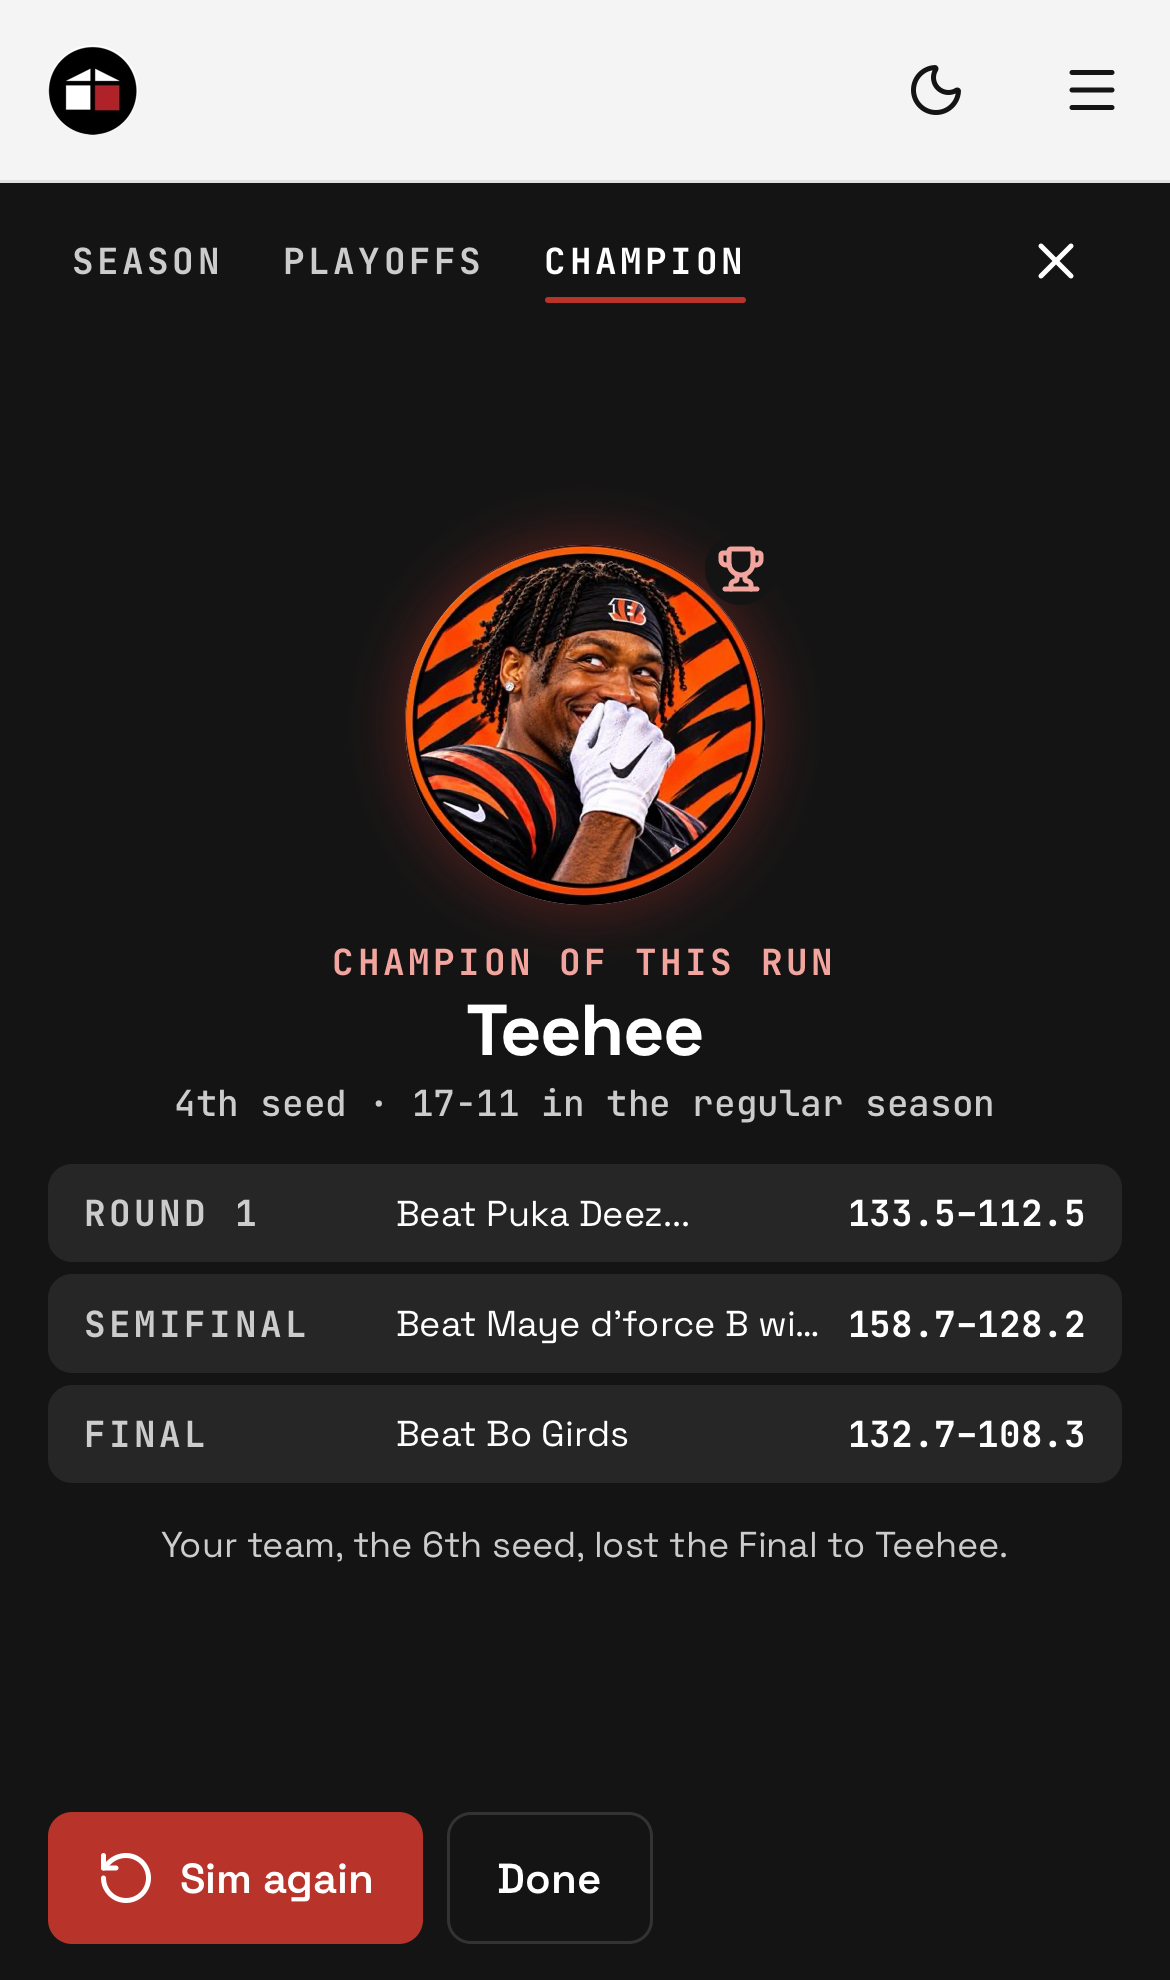 SEASON PLAYOFFS CHAMPION
B
CHAMPION OF THIS RUN
Teehee
4th seed · 17-11 in the regular season
ROUND 1 Beat Puka Deez... 133.5–112.5
SEMIFINAL Beat Maye d’force B wi... 158.7–128.2
FINAL Beat Bo Girds 132.7–108.3
Your team, the 6th seed, lost the Final to Teehee.
Sim again Done